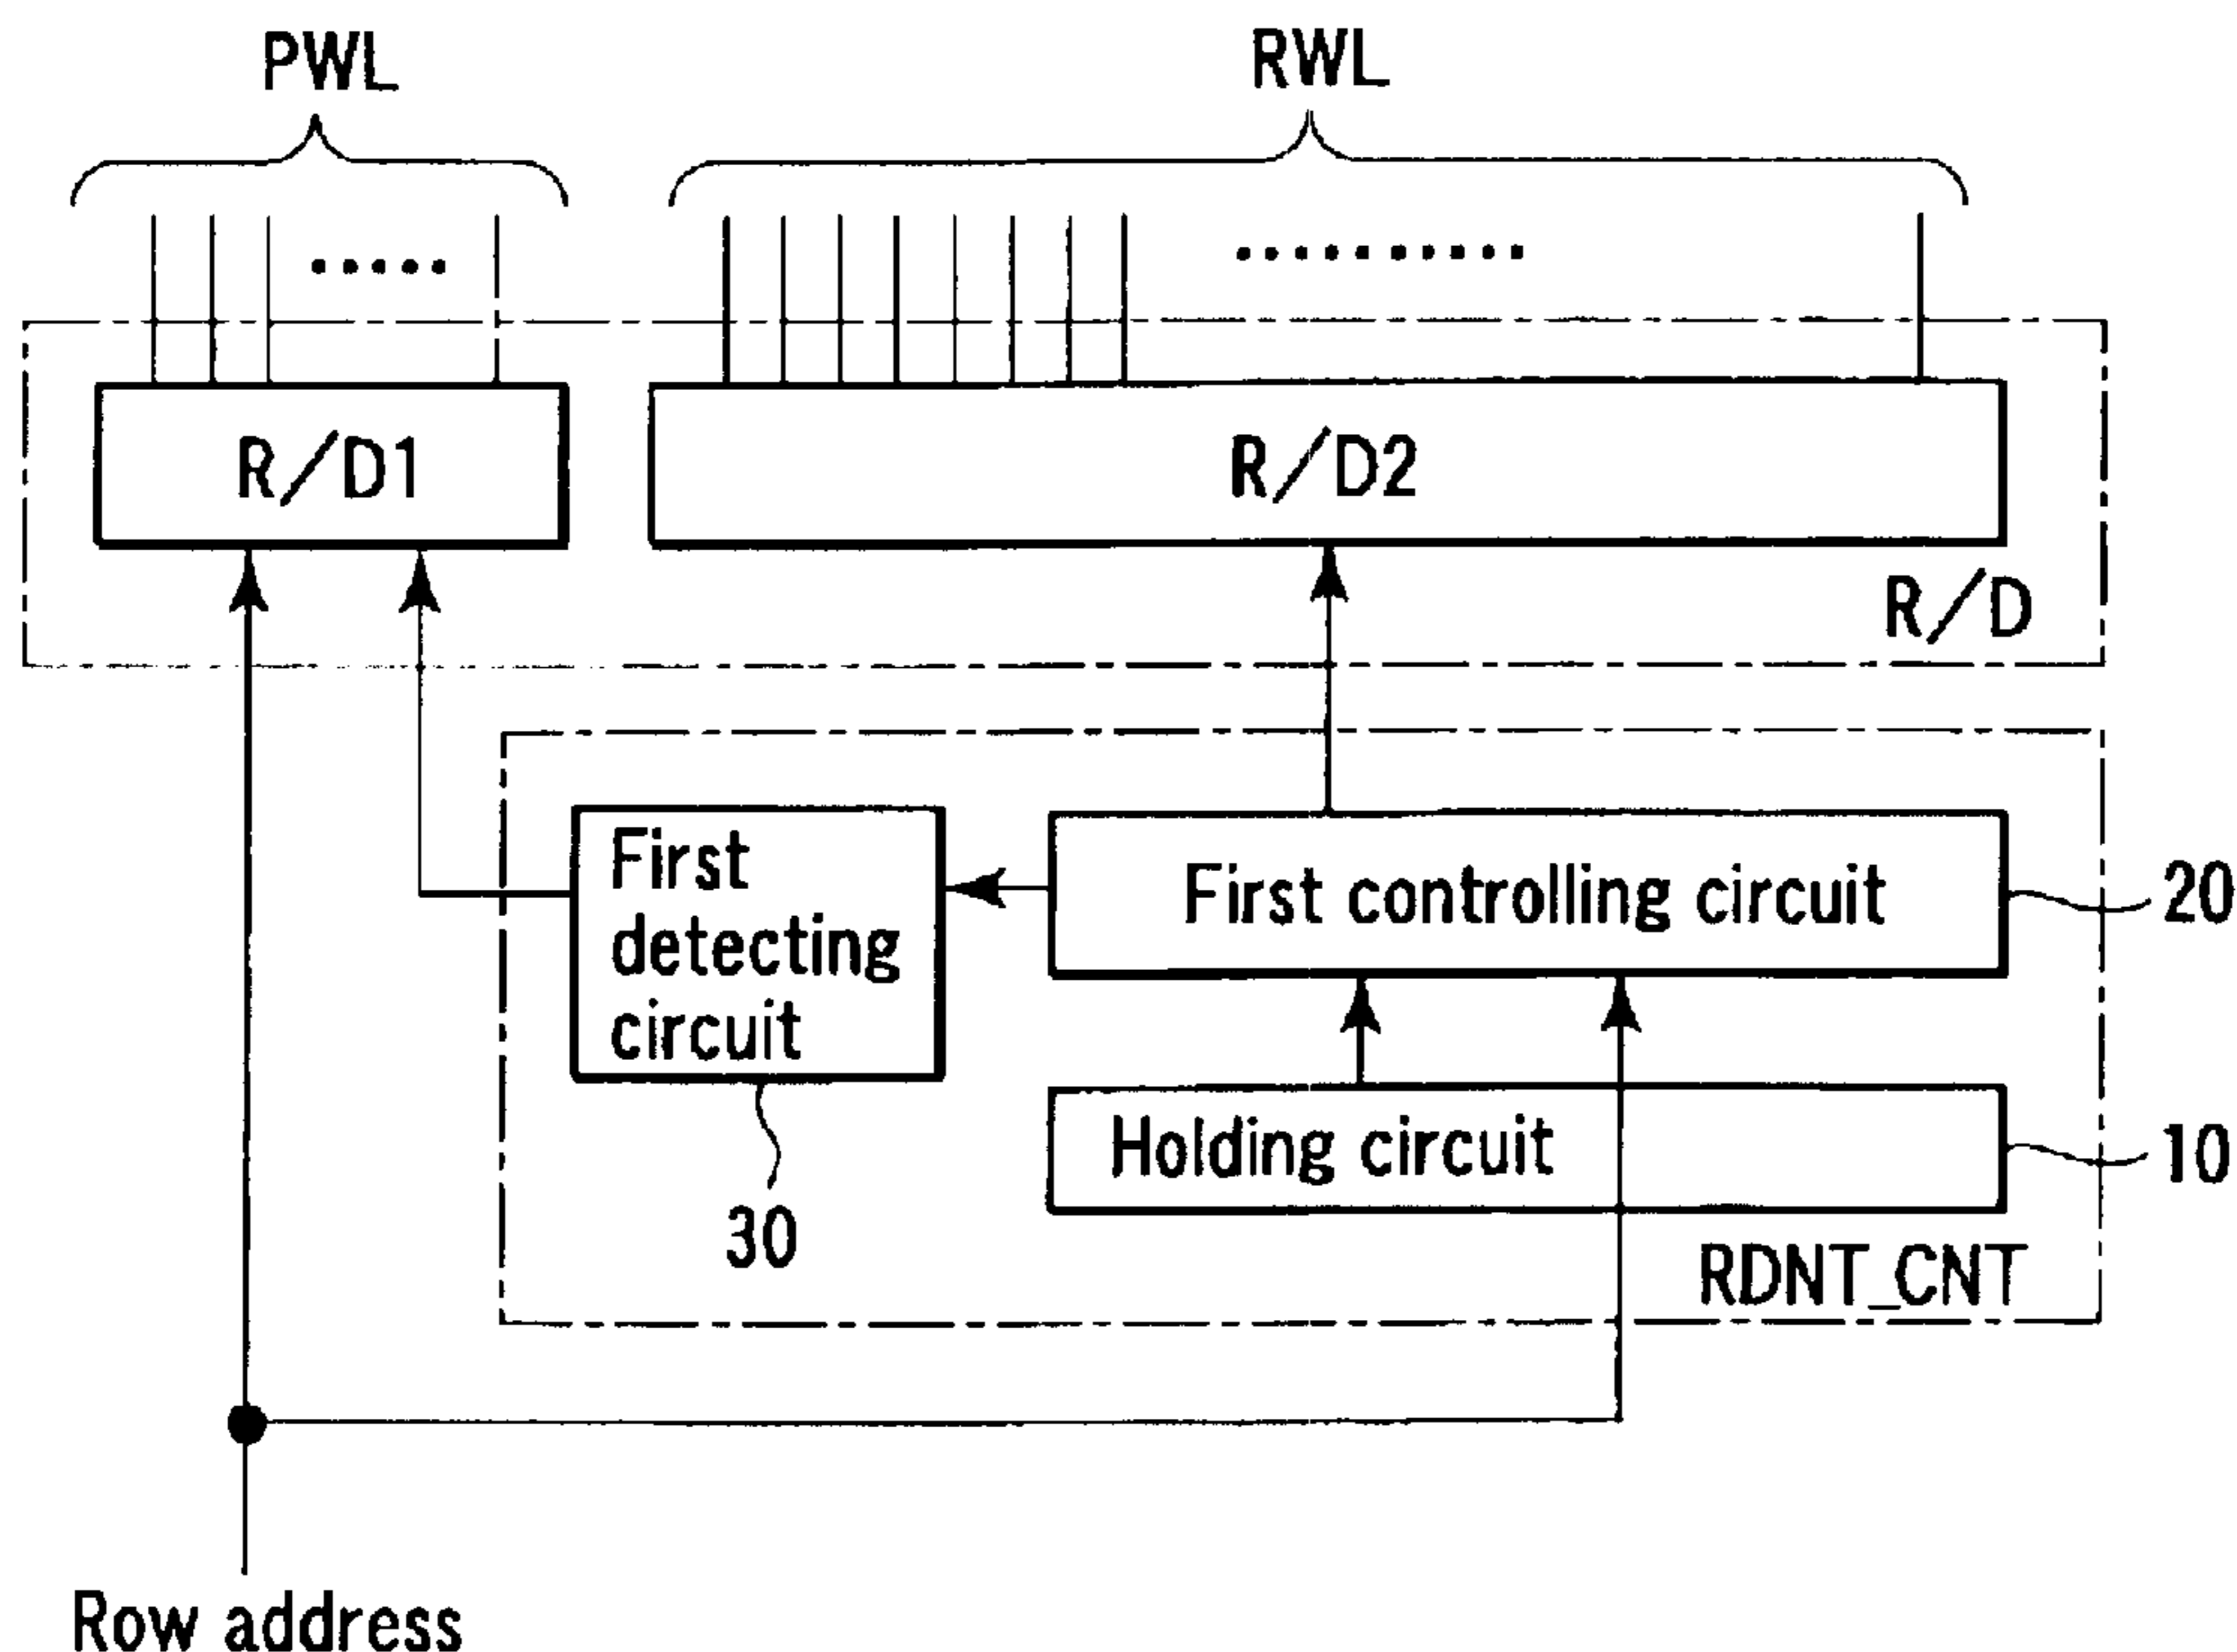 PWL
RWL
R/D1
R/D2
R/D
First
detecting
circuit
First controlling circuit
20
Holding circuit
10
30
RDNT_CNT
Row address